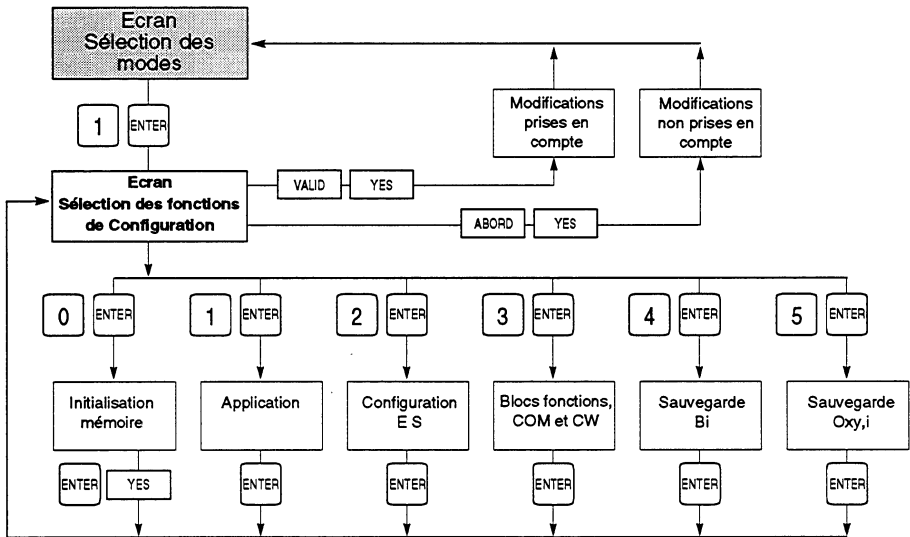 Ecran
Sélection des
modes
1 ENTER
Modifications
prises en
compte
Modifications
non prises en
compte
Ecran
Sélection des fonctions
de Configuration
VALID YES
ABORD YES
0 ENTER 1 ENTER 2 ENTER 3 ENTER 4 ENTER 5 ENTER
Initialisation
mémoire
Application
Configuration
E S
Blocs fonctions,
COM et CW
Sauvegarde
Bi
Sauvegarde
Oxy,i
ENTER YES ENTER ENTER ENTER ENTER ENTER